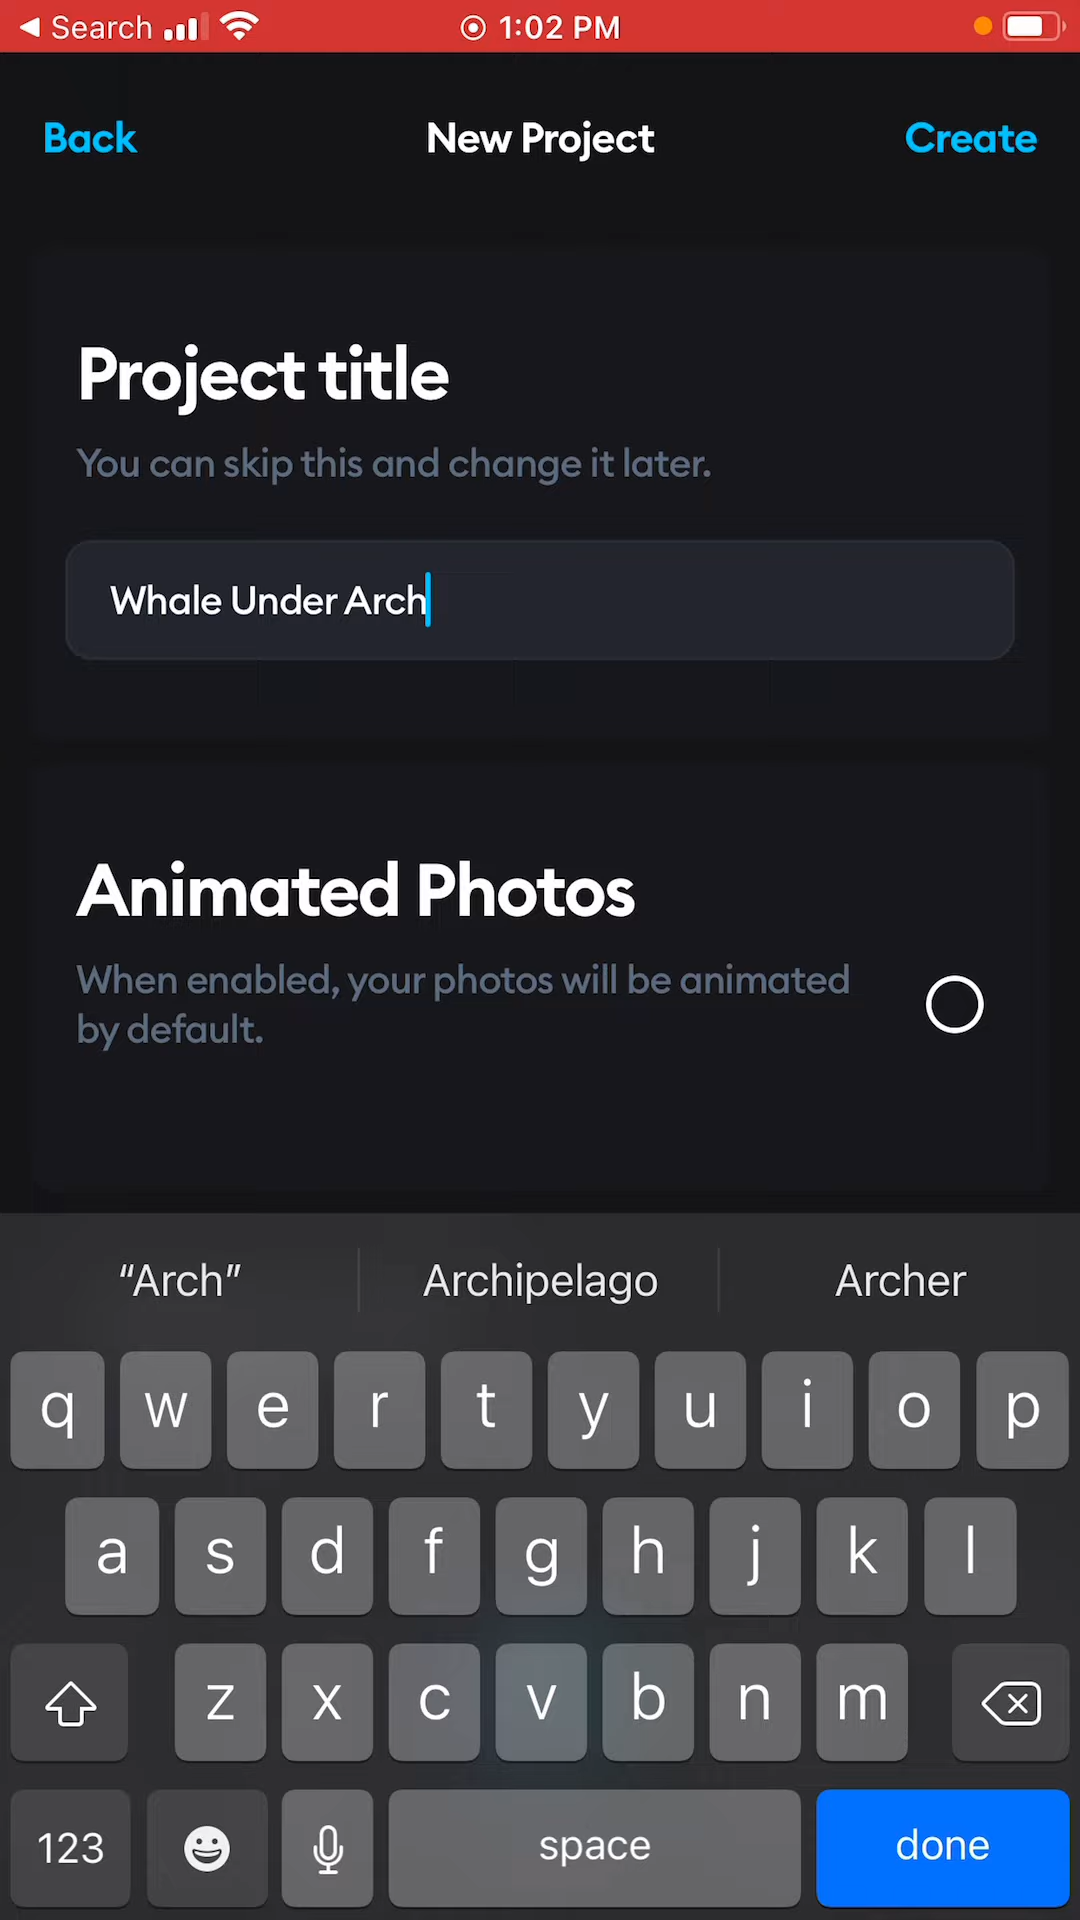 Search 1:02 PM
Back New Project Create
Project title
You can skip this and change it later.
Whale Under Arch
Animated Photos
When enabled, your photos will be animated
by default.
“Arch” Archipelago Archer
q w e r t y u i o p
a s d f g h j k l
z x c v b n m
123 space done